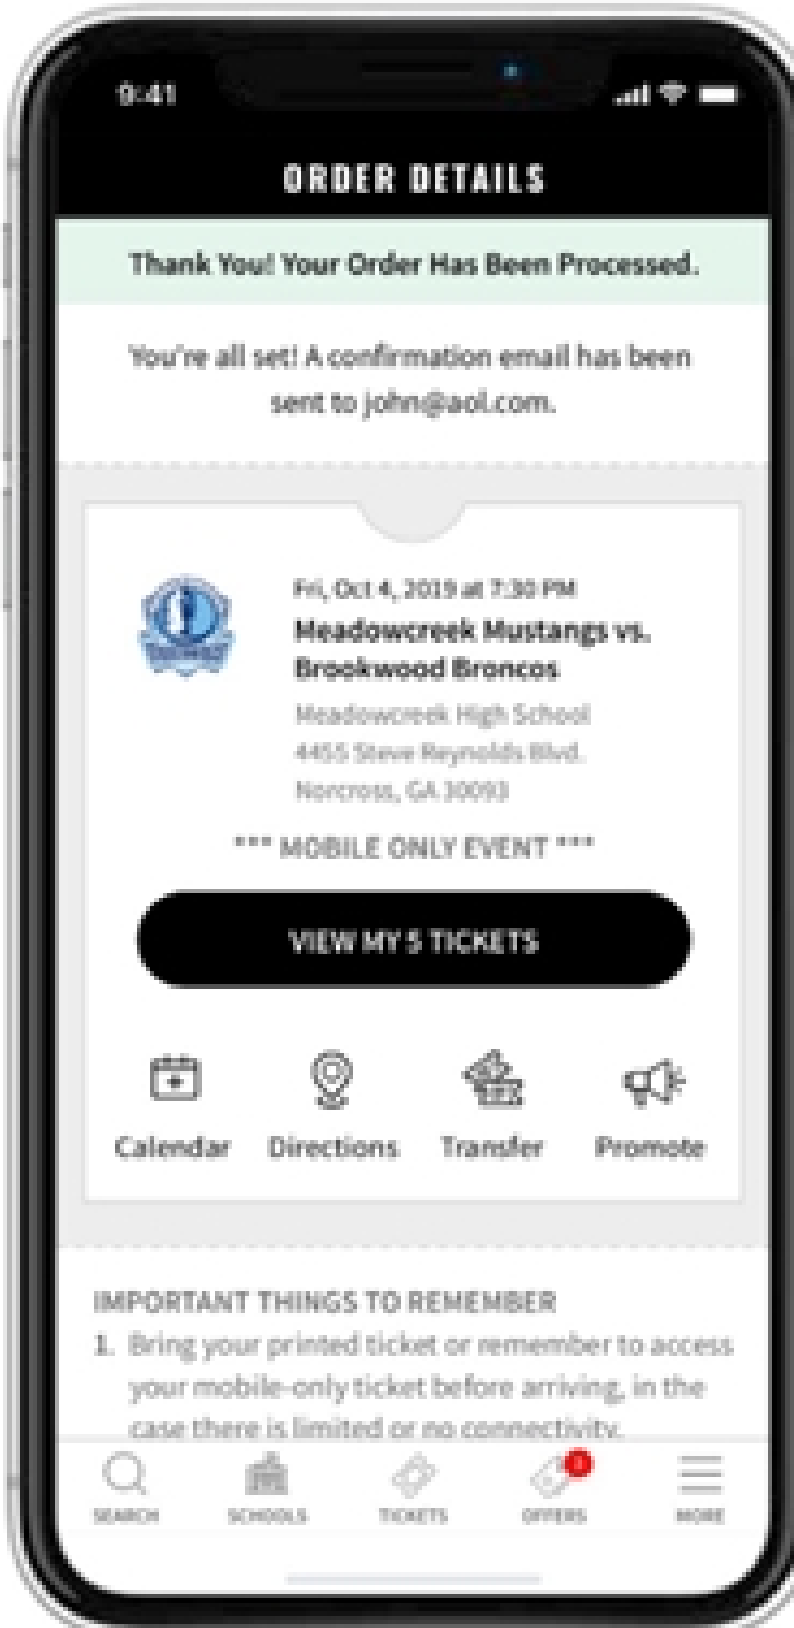 9:41
ORDER DETAILS
Thank You! Your Order Has Been Processed.
You're all set! A confirmation email has been
sent to john@aol.com.
Fri, Oct 4, 2019 at 7:30 PM
Meadowcreek Mustangs vs.
Brookwood Broncos
Meadowcreek High School
4455 Steve Reynolds Blvd.
Norcross, GA 30093
*** MOBILE ONLY EVENT ***
VIEW MY 5 TICKETS
Calendar Directions Transfer Promote
IMPORTANT THINGS TO REMEMBER
1. Bring your printed ticket or remember to access
your mobile-only ticket before arriving, in the
case there is limited or no connectivity.
SEARCH SCHOOLS TICKETS OFFERS MORE